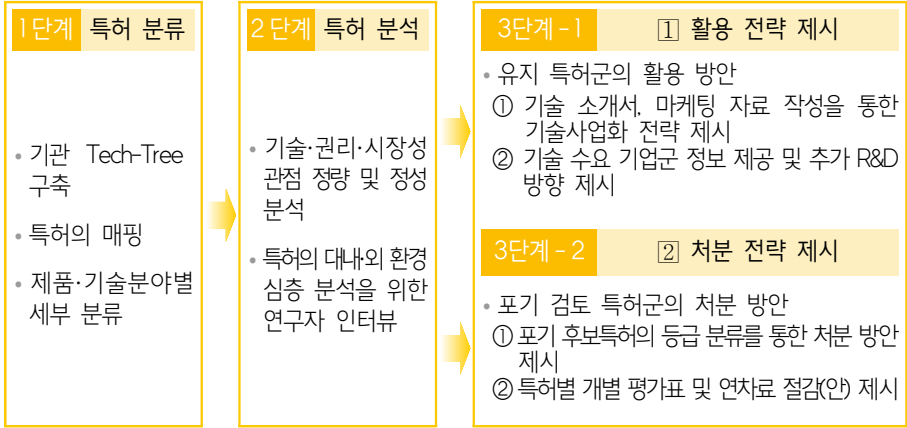 1단계 특허 분류
• 기관 Tech-Tree
구축
• 특허의 매핑
• 제품·기술분야별
세부 분류
2단계 특허 분석
• 기술·권리·시장성
관점 정량 및 정성
분석
• 특허의 대내·외 환경
심층 분석을 위한
연구자 인터뷰
3단계-1 1 활용 전략 제시
• 유지 특허군의 활용 방안
① 기술 소개서, 마케팅 자료 작성을 통한
기술사업화 전략 제시
② 기술 수요 기업군 정보 제공 및 추가 R&D
방향 제시
3단계-2 2 처분 전략 제시
• 포기 검토 특허군의 처분 방안
① 포기 후보특허의 등급 분류를 통한 처분 방안
제시
② 특허별 개별 평가표 및 연차료 절감(안) 제시